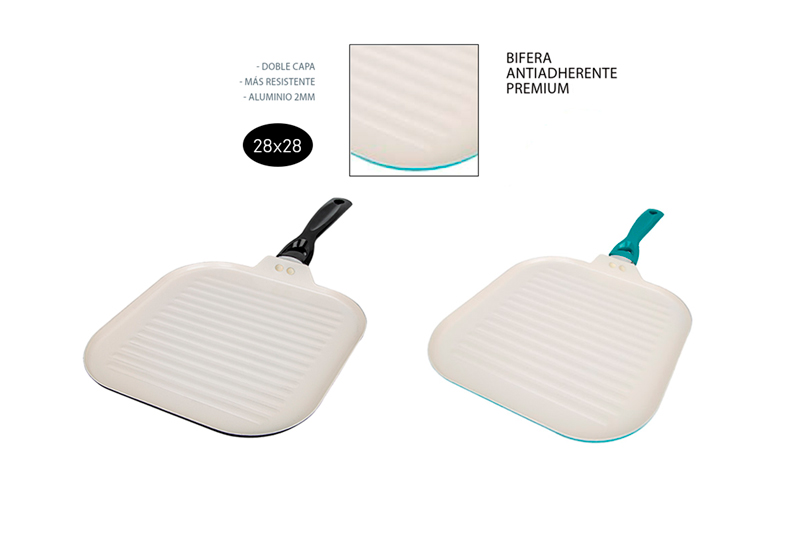 - DOBLE CAPA
- MÁS RESISTENTE
- ALUMINIO 2MM
28x28
BIFERA
ANTIADHERENTE
PREMIUM